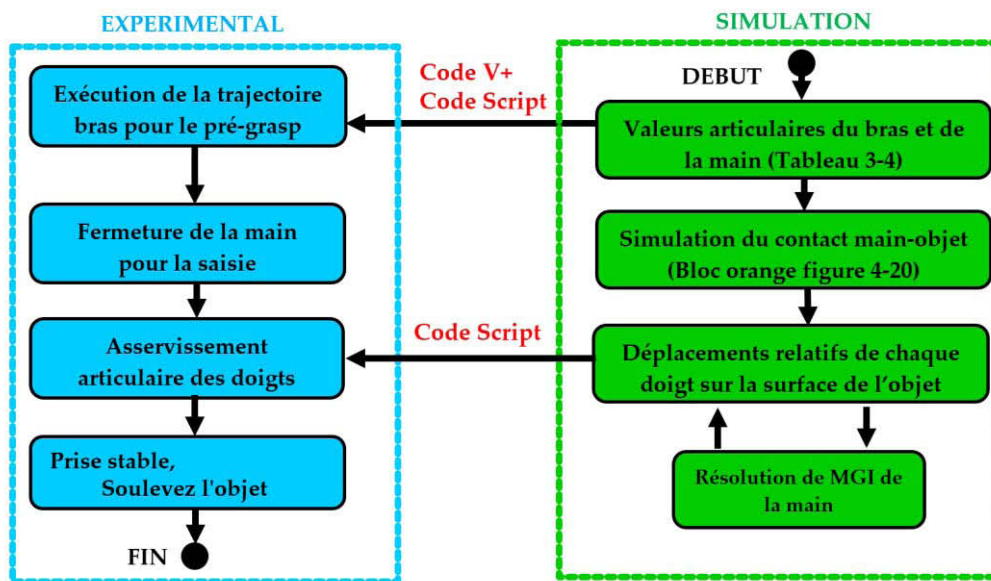 EXPERIMENTAL
Exécution de la trajectoire
bras pour le pré-grasp
Fermeture de la main
pour la saisie
Asservissement
articulaire des doigts
Prise stable,
Soulevez l'objet
FIN
Code V+
Code Script
Code Script
SIMULATION
DEBUT
Valeurs articulaires du bras et de
la main (Tableau 3-4)
Simulation du contact main-objet
(Bloc orange figure 4-20)
Déplacements relatifs de chaque
doigt sur la surface de l’objet
Résolution de MGI de
la main